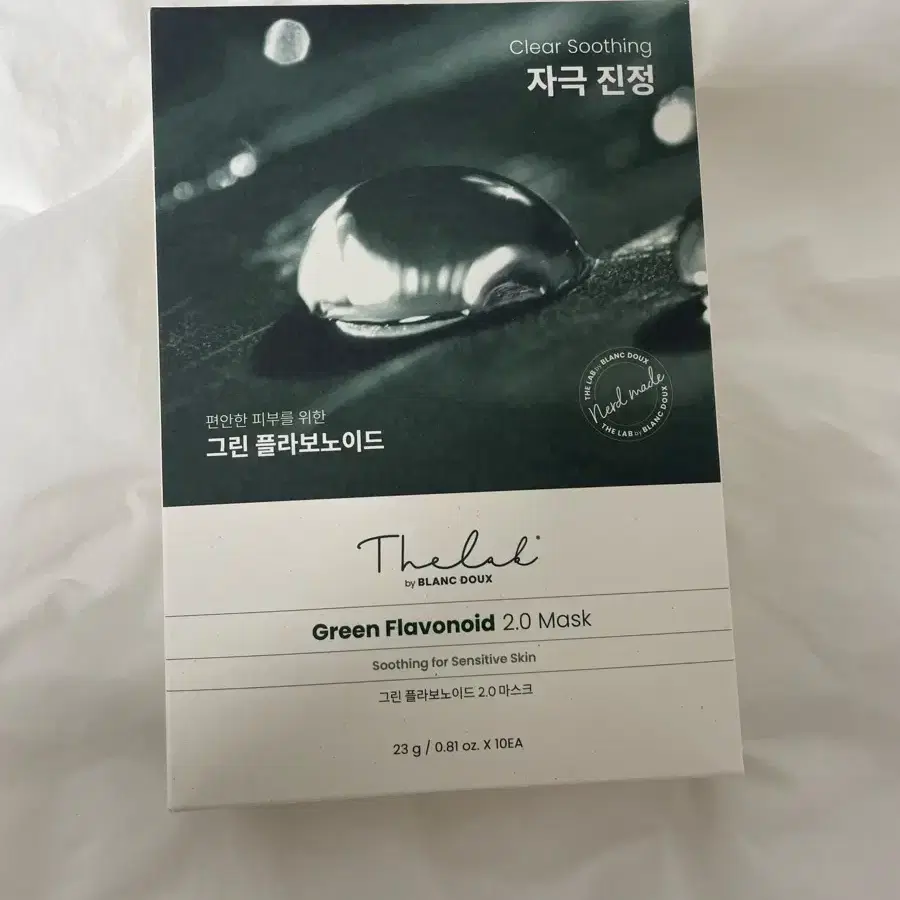 Clear Soothing
자극 진정
THE LAB by BLANC DOUX
Nerd made
THE LAB by BLANC DOUX
편안한 피부를 위한
그린 플라보노이드
Thelab®
by BLANC DOUX
Green Flavonoid 2.0 Mask
Soothing for Sensitive Skin
그린 플라보노이드 2.0 마스크
23 g / 0.81 oz. X 10EA